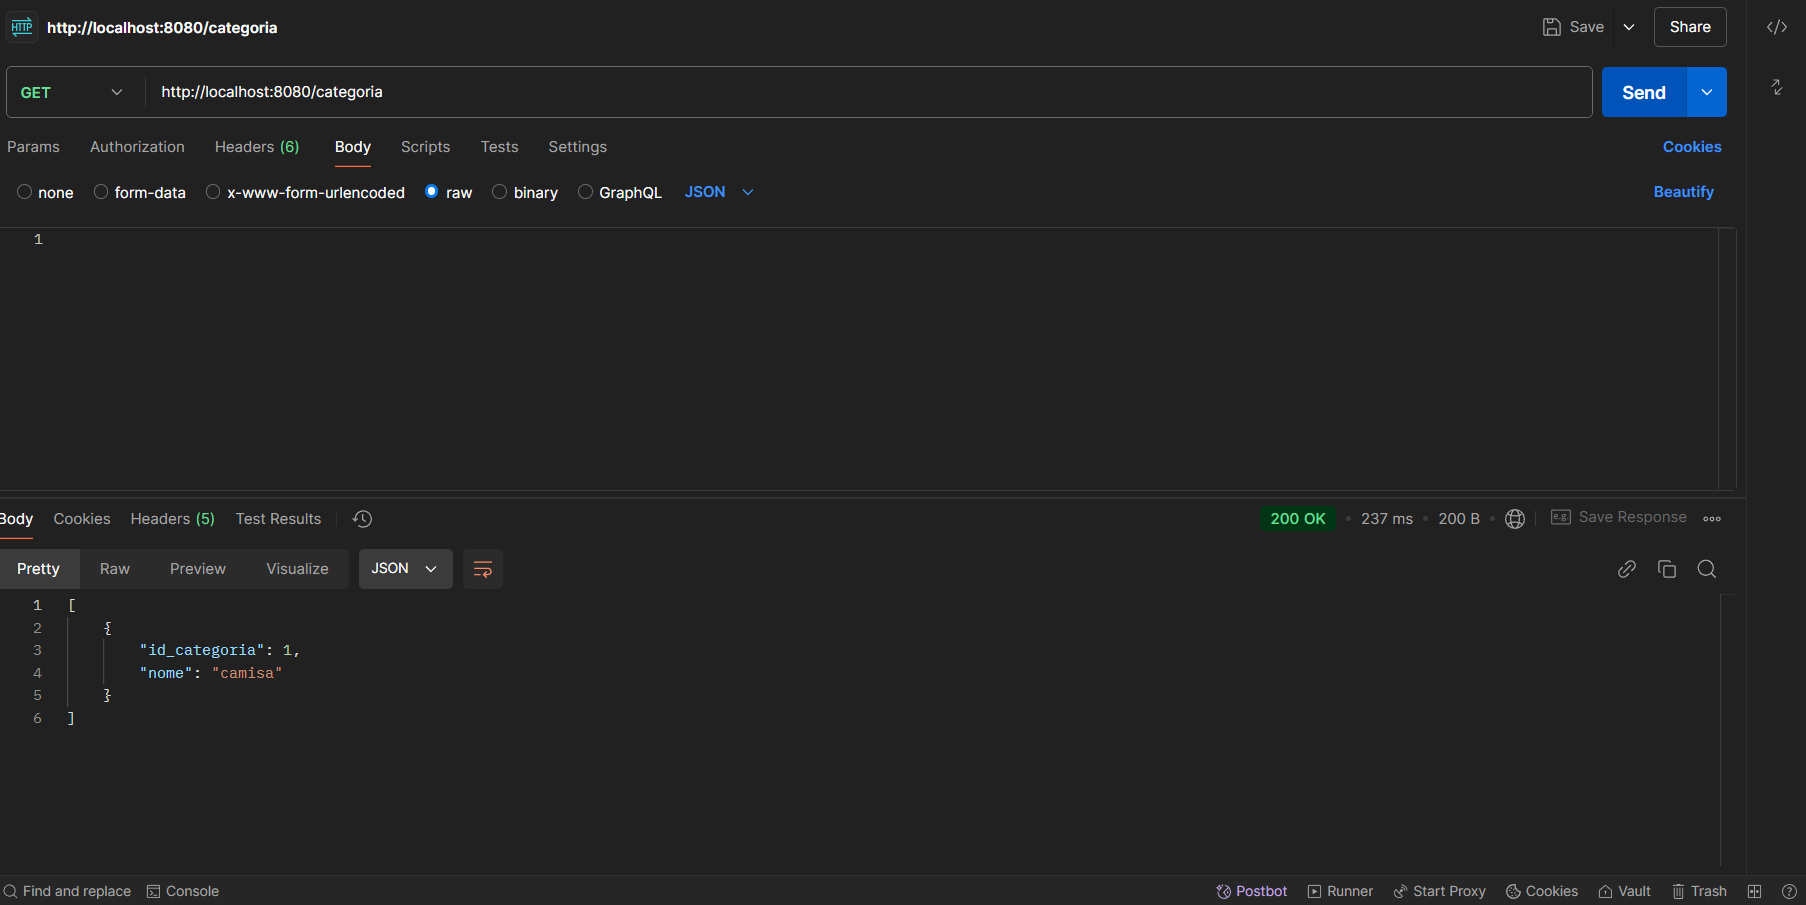 HTTP http://localhost:8080/categoria Save Share
GET http://localhost:8080/categoria Send
Params Authorization Headers (6) Body Scripts Tests Settings Cookies
none form-data x-www-form-urlencoded raw binary GraphQL JSON Beautify
1
Body Cookies Headers (5) Test Results 200 OK • 237 ms • 200 B • e.g. Save Response
Pretty Raw Preview Visualize JSON
1 [
2 {
3 "id_categoria": 1,
4 "nome": "camisa"
5 }
6 ]
Find and replace Console Postbot Runner Start Proxy Cookies Vault Trash